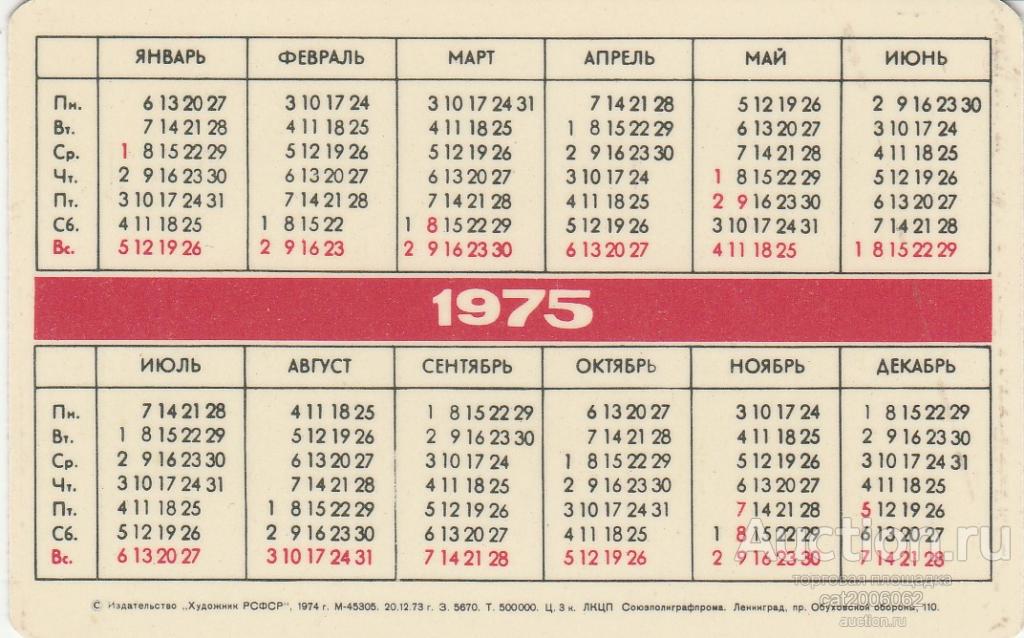 ЯНВАРЬ ФЕВРАЛЬ МАРТ АПРЕЛЬ МАЙ ИЮНЬ
Пн. 6 13 20 27 3 10 17 24 3 10 17 24 31 7 14 21 28 5 12 19 26 2 9 16 23 30
Вт. 7 14 21 28 4 11 18 25 4 11 18 25 1 8 15 22 29 6 13 20 27 3 10 17 24
Ср. 1 8 15 22 29 5 12 19 26 5 12 19 26 2 9 16 23 30 7 14 21 28 4 11 18 25
Чт. 2 9 16 23 30 6 13 20 27 6 13 20 27 3 10 17 24 1 8 15 22 29 5 12 19 26
Пт. 3 10 17 24 31 7 14 21 28 7 14 21 28 4 11 18 25 2 9 16 23 30 6 13 20 27
Сб. 4 11 18 25 1 8 15 22 1 8 15 22 29 5 12 19 26 3 10 17 24 31 7 14 21 28
Вс. 5 12 19 26 2 9 16 23 2 9 16 23 30 6 13 20 27 4 11 18 25 1 8 15 22 29
1975
ИЮЛЬ АВГУСТ СЕНТЯБРЬ ОКТЯБРЬ НОЯБРЬ ДЕКАБРЬ
Пн. 7 14 21 28 4 11 18 25 1 8 15 22 29 6 13 20 27 3 10 17 24 1 8 15 22 29
Вт. 1 8 15 22 29 5 12 19 26 2 9 16 23 30 7 14 21 28 4 11 18 25 2 9 16 23 30
Ср. 2 9 16 23 30 6 13 20 27 3 10 17 24 1 8 15 22 29 5 12 19 26 3 10 17 24 31
Чт. 3 10 17 24 31 7 14 21 28 4 11 18 25 2 9 16 23 30 6 13 20 27 4 11 18 25
Пт. 4 11 18 25 1 8 15 22 29 5 12 19 26 3 10 17 24 31 7 14 21 28 5 12 19 26
Сб. 5 12 19 26 2 9 16 23 30 6 13 20 27 4 11 18 25 1 8 15 22 29 6 13 20 27
Вс. 6 13 20 27 3 10 17 24 31 7 14 21 28 5 12 19 26 2 9 16 23 30 7 14 21 28
Auction.ru
торговая площадка
cat2006062
auction.ru
© Издательство „Художник РСФСР", 1974 г. М-45305. 20.12.73 г. З. 5670. Т. 500000. Ц. 3 к. ЛКЦП Союзполиграфпрома. Ленинград, пр. Обуховской обороны, 110.